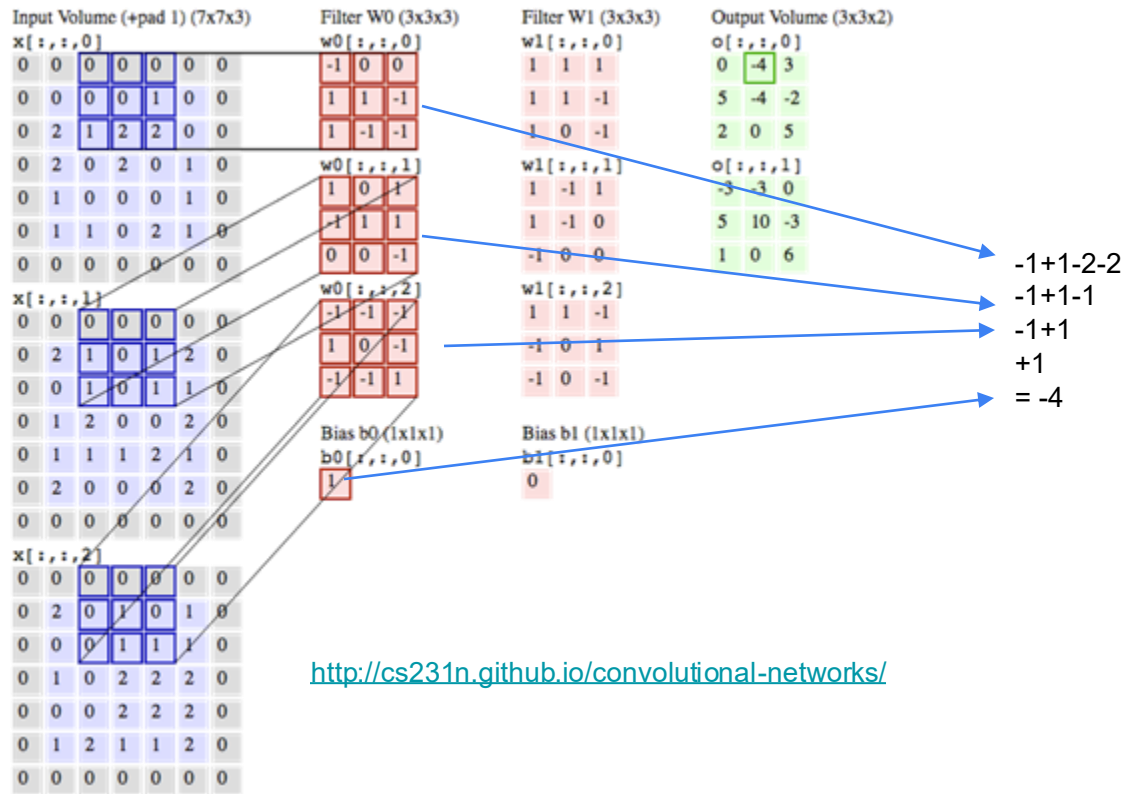 Input Volume (+pad 1) (7x7x3)
x[:,:,0]
0 0 0 0 0 0 0
0 0 0 0 1 0 0
0 2 1 2 2 0 0
0 2 0 2 0 1 0
0 1 0 0 0 1 0
0 1 1 0 2 1 0
0 0 0 0 0 0 0
x[:,:,1]
0 0 0 0 0 0 0
0 2 1 0 1 2 0
0 0 1 0 1 1 0
0 1 2 0 0 2 0
0 1 1 1 2 1 0
0 2 0 0 0 2 0
0 0 0 0 0 0 0
x[:,:,2]
0 0 0 0 0 0 0
0 2 0 1 0 1 0
0 0 0 1 1 1 0
0 1 0 2 2 2 0
0 0 0 2 2 2 0
0 1 2 1 1 2 0
0 0 0 0 0 0 0
Filter W0 (3x3x3)
w0[:,:,0]
-1 0 0
1 1 -1
1 -1 -1
w0[:,:,1]
1 0 1
-1 1 1
0 0 -1
w0[:,:,2]
-1 -1 -1
1 0 -1
-1 -1 1
Bias b0 (1x1x1)
b0[:,:,0]
1
Filter W1 (3x3x3)
w1[:,:,0]
1 1 1
1 1 -1
1 0 -1
w1[:,:,1]
1 -1 1
1 -1 0
-1 0 0
w1[:,:,2]
1 1 -1
-1 0 1
-1 0 -1
Bias b1 (1x1x1)
b1[:,:,0]
0
Output Volume (3x3x2)
o[:,:,0]
0 -4 3
5 -4 -2
2 0 5
o[:,:,1]
-3 -3 0
5 10 -3
1 0 6
-1+1-2-2
-1+1-1
-1+1
+1
= -4
http://cs231n.github.io/convolutional-networks/